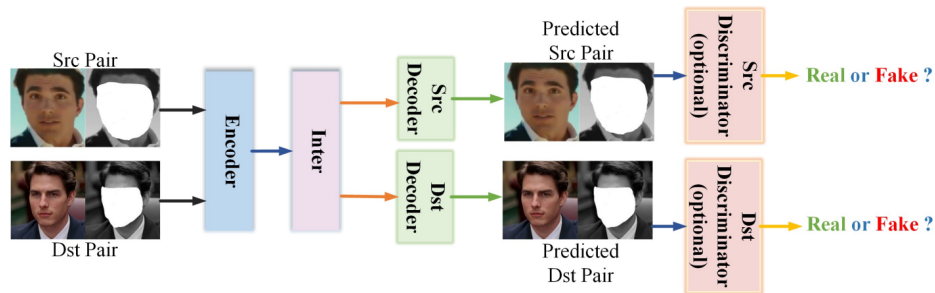 Src Pair
Encoder
Inter
Src
Decoder
Predicted
Src Pair
Src
Discriminator
(optional)
Real or Fake ?
Dst Pair
Dst
Decoder
Predicted
Dst Pair
Dst
Discriminator
(optional)
Real or Fake ?